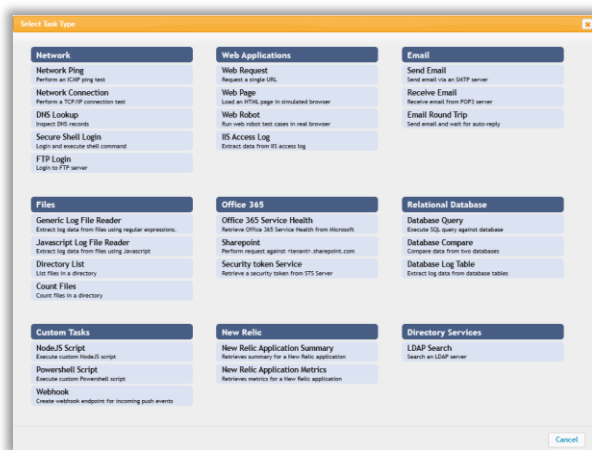 Select Task Type
Network
Network Ping
Perform an ICMP ping test
Network Connection
Perform a TCP/IP connection test
DNS Lookup
Inspect DNS records
Secure Shell Login
Login and execute shell command
FTP Login
Login to FTP server
Web Applications
Web Request
Request a single URL
Web Page
Load an HTML page in simulated browser
Web Robot
Run web robot test cases in real browser
IIS Access Log
Extract data from IIS access log
Email
Send Email
Send email via an SMTP server
Receive Email
Receive email from POP3 server
Email Round Trip
Send email and wait for auto-reply
Files
Generic Log File Reader
Extract log data from files using regular expressions.
Javascript Log File Reader
Extract log data from files using Javascript
Directory List
List files in a directory
Count Files
Count files in a directory
Office 365
Office 365 Service Health
Retrieve Office 365 Service Health from Microsoft
Sharepoint
Perform request against <tenant>.sharepoint.com
Security token Service
Retrieve a security token from STS Server
Relational Database
Database Query
Execute SQL query against database
Database Compare
Compare data from two databases
Database Log Table
Extract log data from database tables
Custom Tasks
NodeJS Script
Execute custom NodeJS script
Powershell Script
Execute custom Powershell script
Webhook
Create webhook endpoint for incoming push events
New Relic
New Relic Application Summary
Retrieves summary for a New Relic application
New Relic Application Metrics
Retrieves metrics for a New Relic application
Directory Services
LDAP Search
Search an LDAP server
Cancel